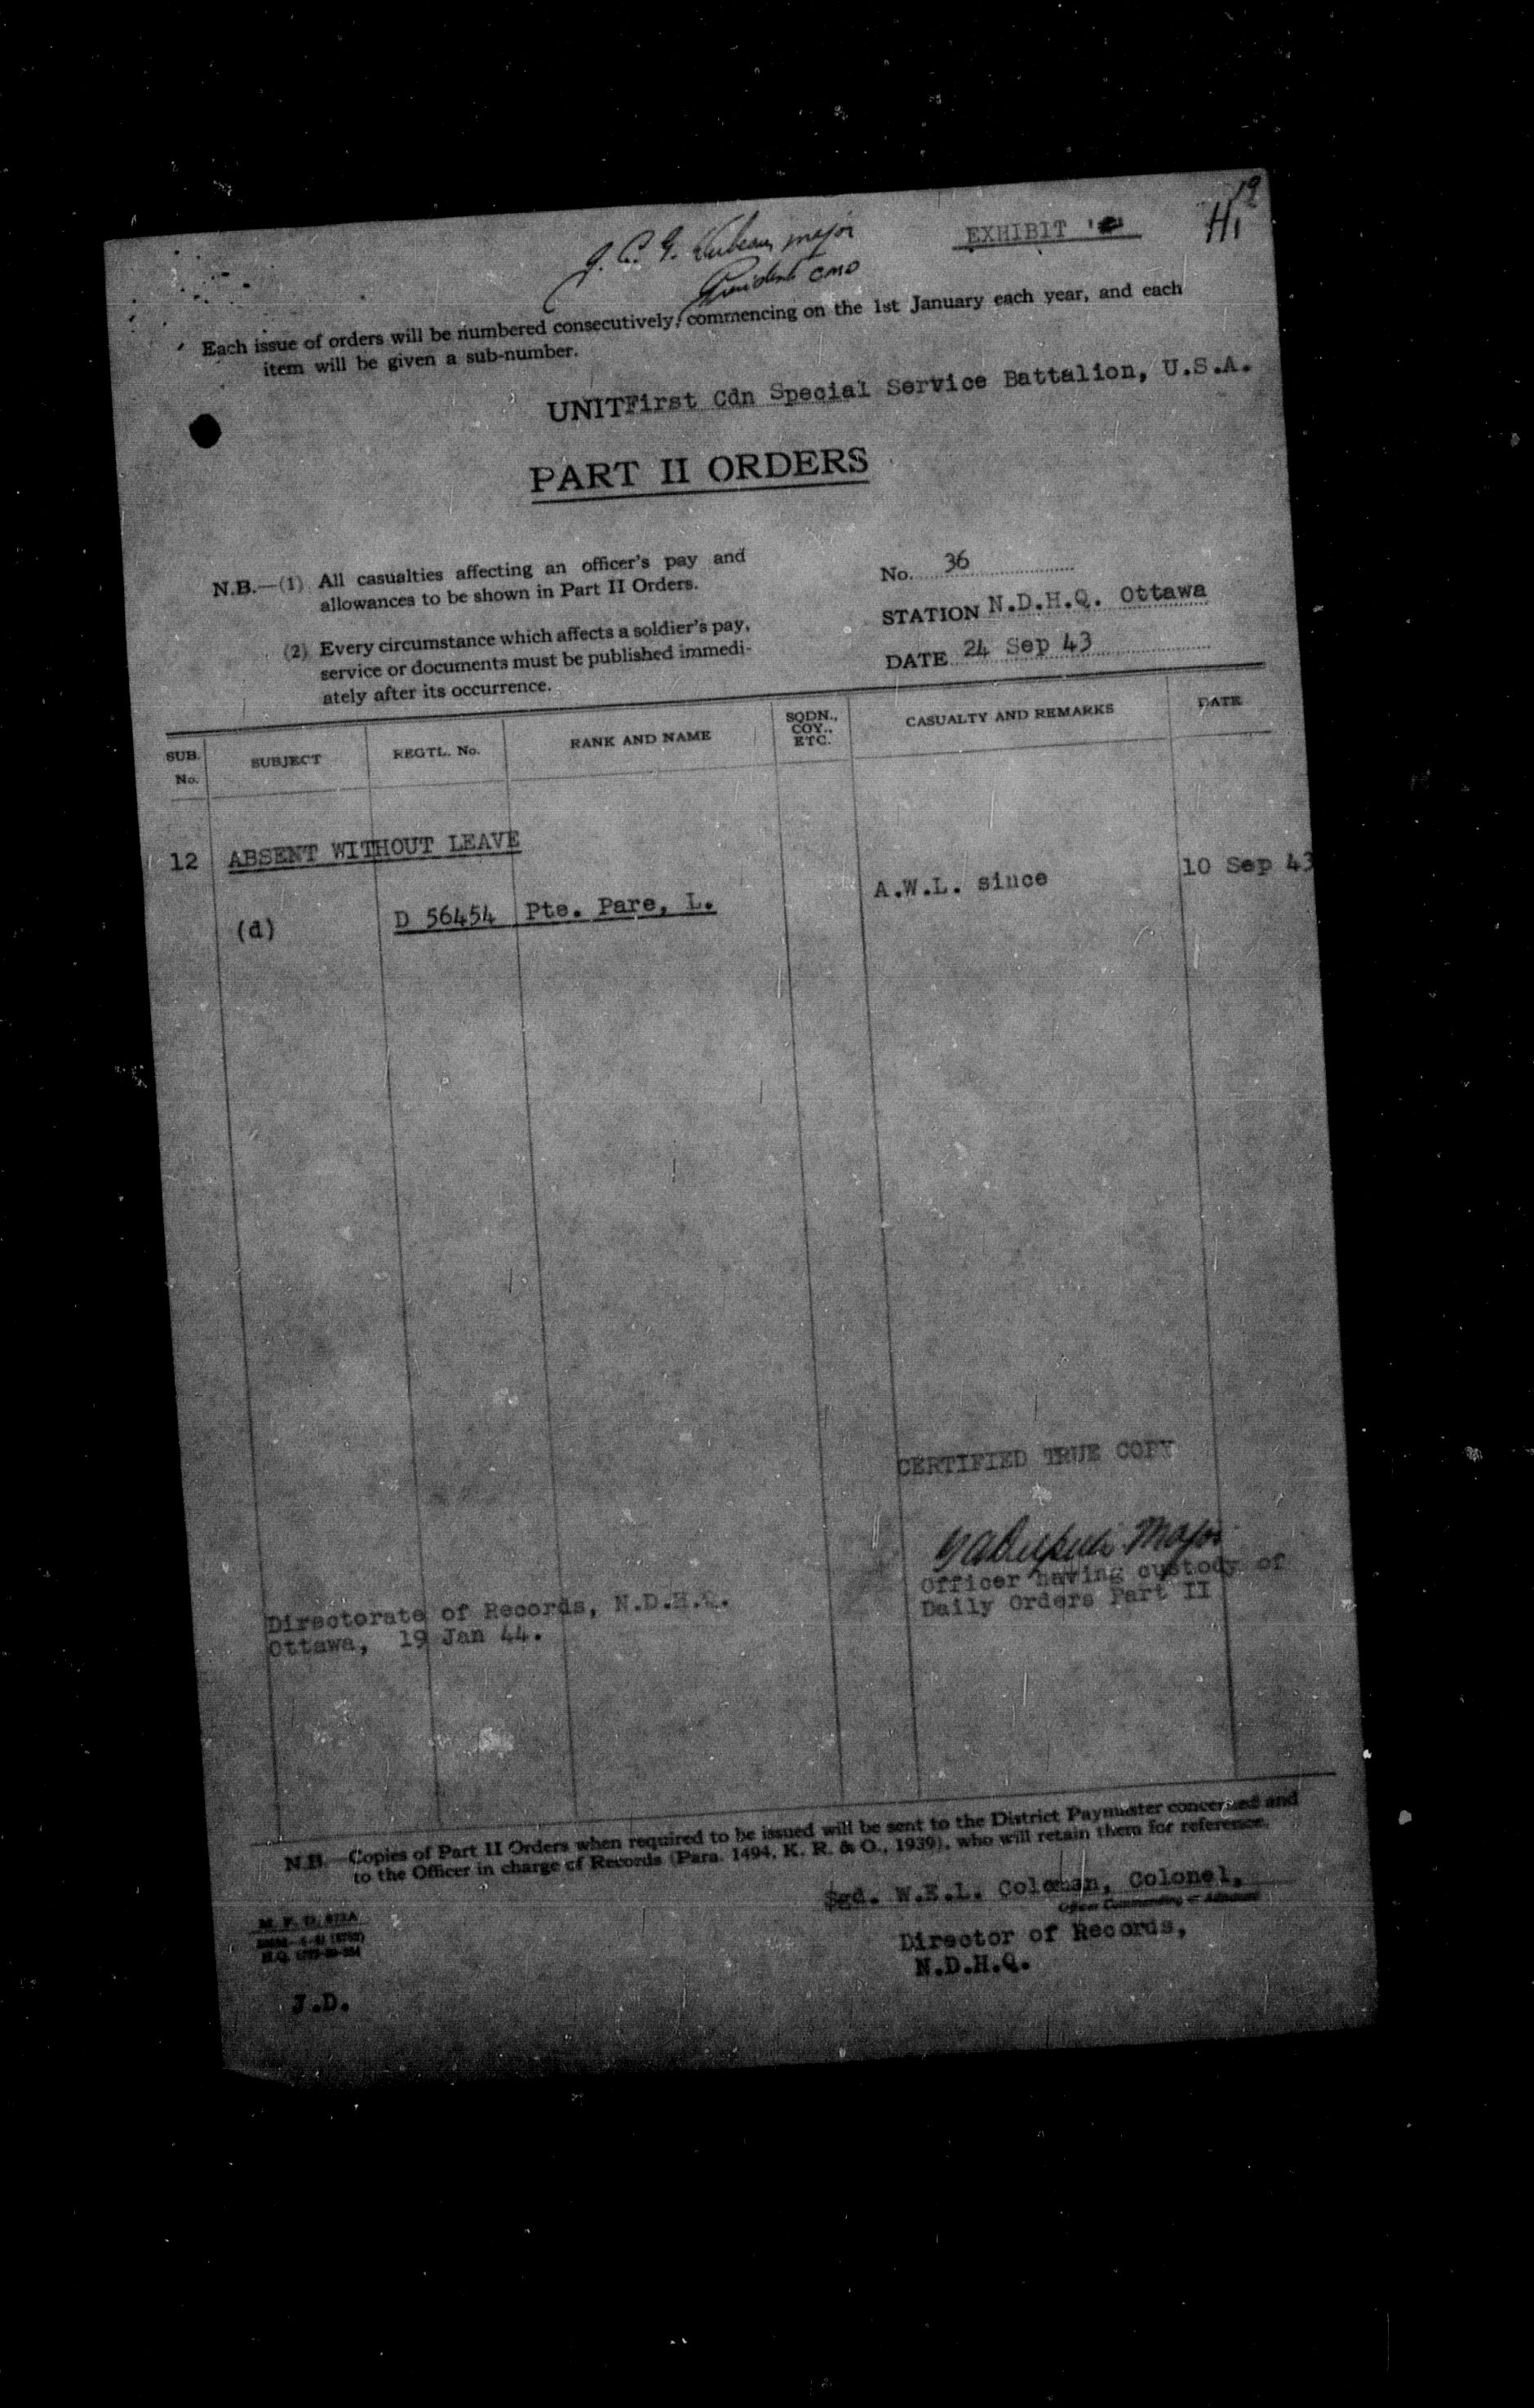 19
EXHIBIT
H1
J. C. G. major
President CMO
Each issue of orders will be numbered consecutively, commencing on the 1st January each year, and each
item will be given a sub-number.
UNIT First Cdn Special Service Battalion, U.S.A.
PART II ORDERS
N.B.—(1) All casualties affecting an officer's pay and
allowances to be shown in Part II Orders.
(2) Every circumstance which affects a soldier's pay,
service or documents must be published immedi-
ately after its occurrence.
No. 36
STATION N.D.H.Q. Ottawa
DATE 24 Sep 43
SUB. No. SUBJECT REGTL. No. RANK AND NAME SQDN., COY., ETC. CASUALTY AND REMARKS DATE
12 ABSENT WITHOUT LEAVE
(d) D 56454 Pte. Pare, L. A.W.L. since 10 Sep 43
CERTIFIED TRUE COPY
Major
Officer having custody of
Daily Orders Part II
Directorate of Records, N.D.H.Q.
Ottawa, 19 Jan 44.
N.B.—Copies of Part II Orders when required to be issued will be sent to the District Paymaster concerned and
to the Officer in charge of Records (Para. 1494, K. R. & O., 1939), who will retain them for reference.
Sgd. W.E.L. Coleman, Colonel,
Officer Commanding or Adjutant
Director of Records,
N.D.H.Q.
M. F. D.
H.Q.
J.D.